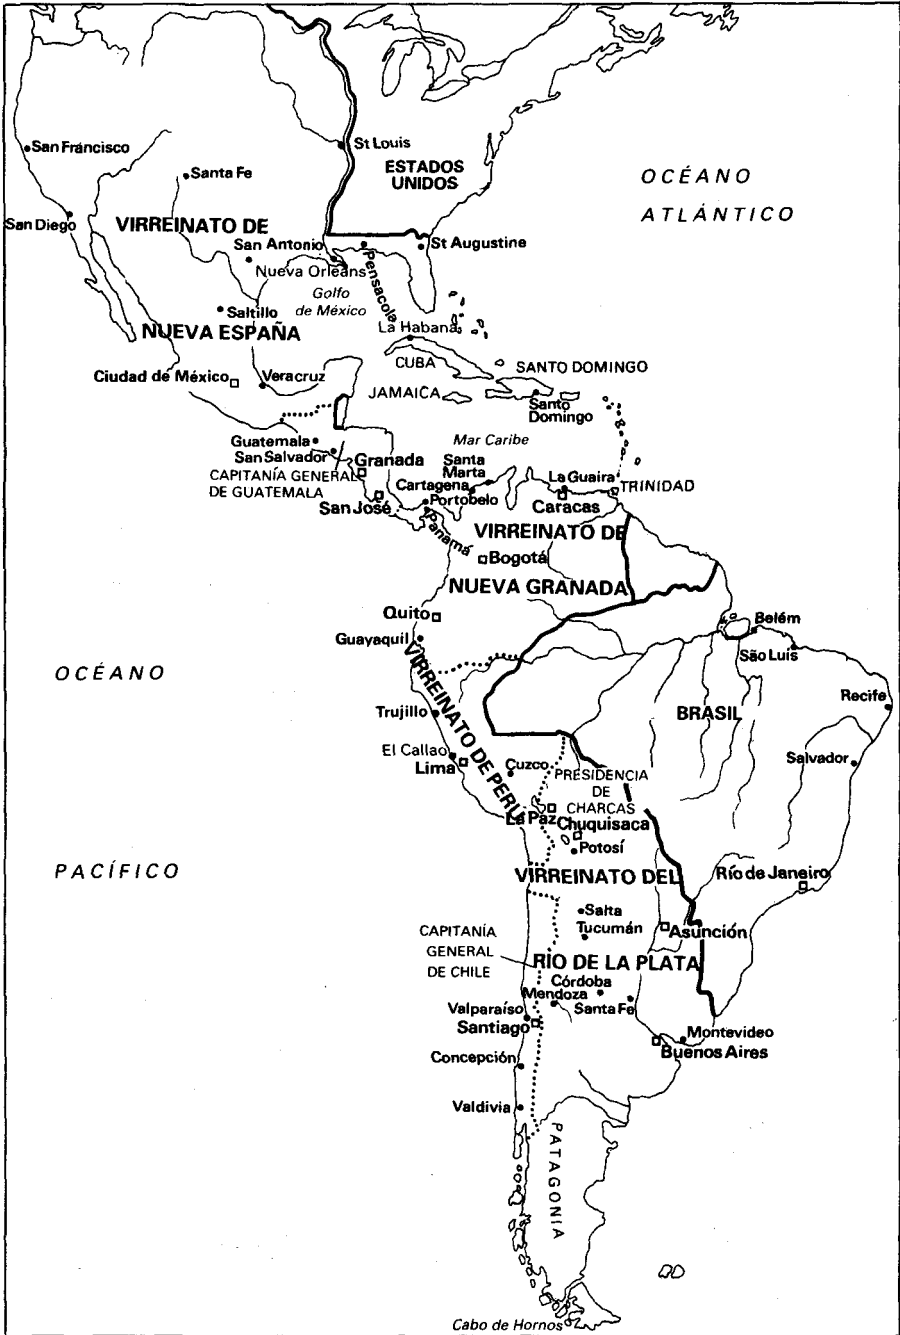 San Fráncisco
St Louis
Santa Fe
ESTADOS
UNIDOS
OCÉANO
ATLÁNTICO
San Diego
VIRREINATO DE
San Antonio
St Augustine
Nueva Orleáns
Pensacola
Golfo
de México
Saltillo
La Habana
NUEVA ESPAÑA
CUBA
SANTO DOMINGO
Ciudad de México
Veracruz
JAMAICA
Santo
Domingo
Mar Caribe
Guatemala
San Salvador
Granada
Santa
Marta
CAPITANÍA GENERAL
DE GUATEMALA
Cartagena
La Guaira
TRINIDAD
San José
Portobelo
Caracas
Panamá
VIRREINATO DE
Bogotá
NUEVA GRANADA
Quito
Belém
Guayaquil
São Luís
OCÉANO
VIRREINATO DE PERU
Recife
Trujillo
BRASIL
El Callao
Lima
Cuzco
Salvador
PRESIDENCIA
DE
CHARCAS
La Paz
Chuquisaca
Potosí
PACÍFICO
VIRREINATO DEL
Río de Janeiro
Salta
Tucumán
Asunción
CAPITANÍA
GENERAL
DE CHILE
RÍO DE LA PLATA
Córdoba
Mendoza
Santa Fe
Valparaíso
Santiago
Montevideo
Buenos Aires
Concepción
Valdivia
PATAGONIA
Cabo de Hornos